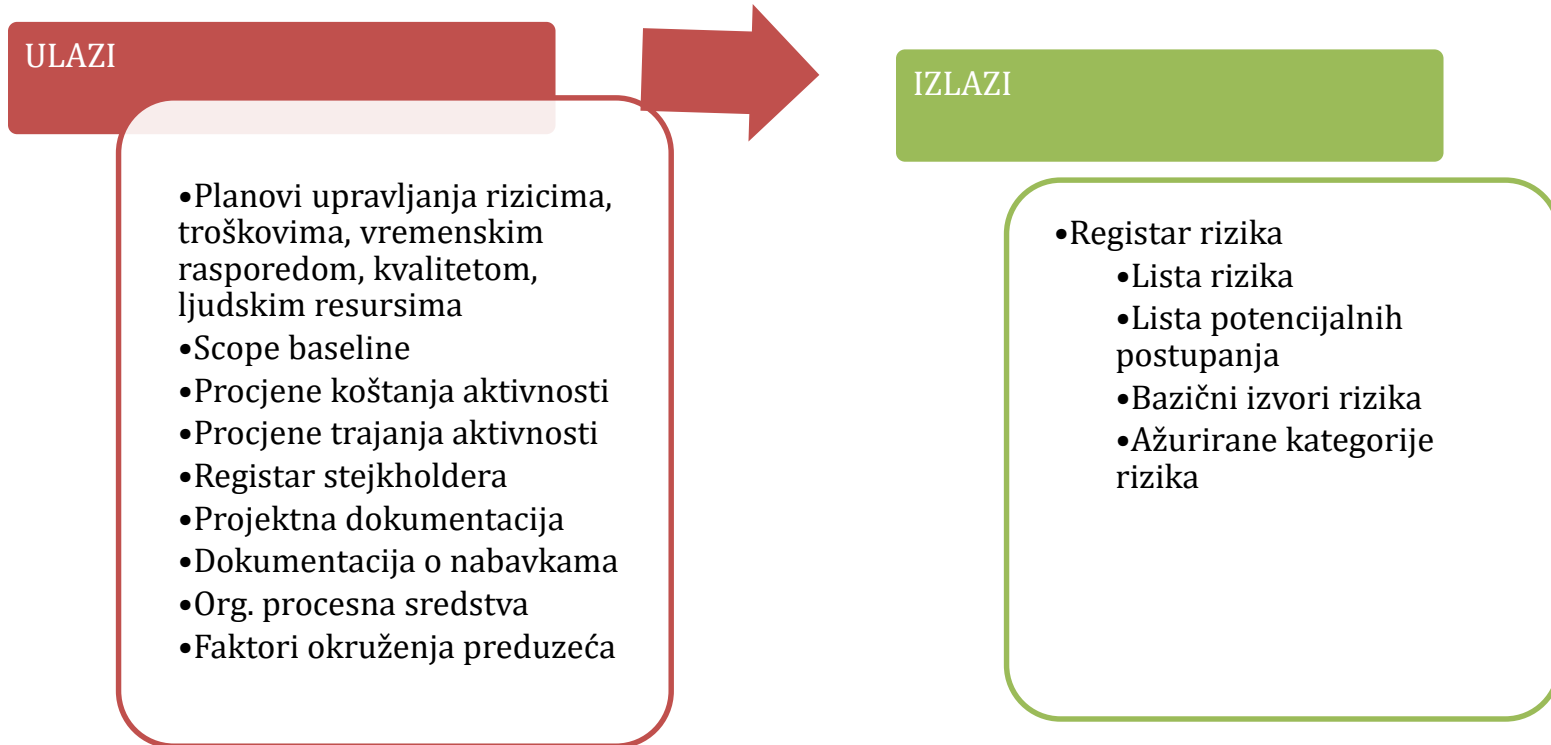 ULAZI
•Planovi upravljanja rizicima,
troškovima, vremenskim
rasporedom, kvalitetom,
ljudskim resursima
•Scope baseline
•Procjene koštanja aktivnosti
•Procjene trajanja aktivnosti
•Registar stejkholdera
•Projektna dokumentacija
•Dokumentacija o nabavkama
•Org. procesna sredstva
•Faktori okruženja preduzeća
IZLAZI
•Registar rizika
•Lista rizika
•Lista potencijalnih
postupanja
•Bazični izvori rizika
•Ažurirane kategorije
rizika